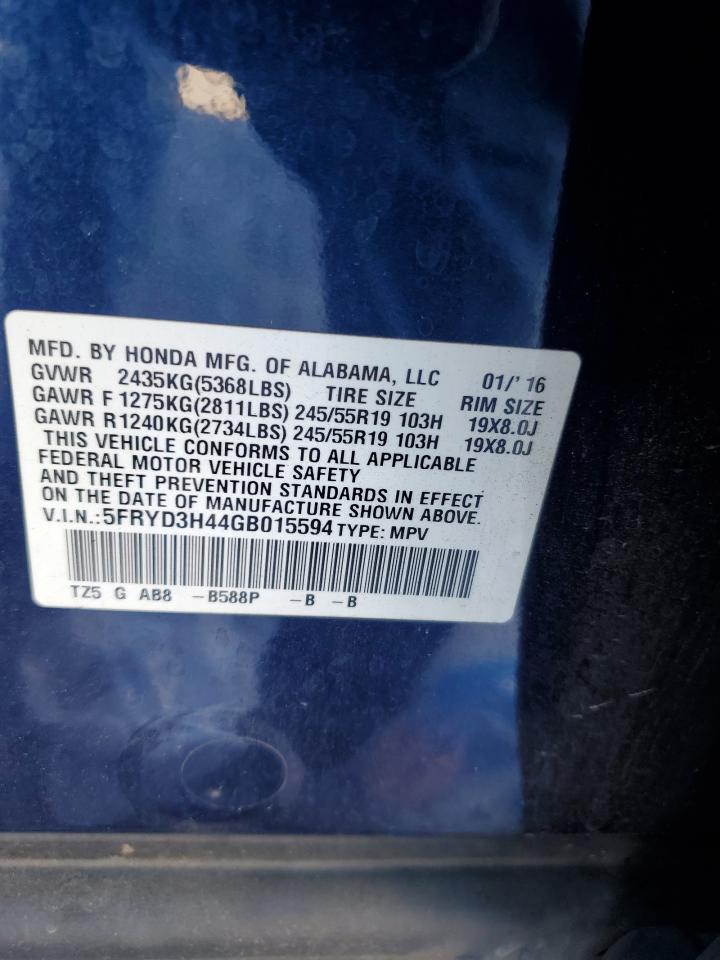 MFD. BY HONDA MFG. OF ALABAMA, LLC 01/' 16
GVWR 2435KG(5368LBS) TIRE SIZE RIM SIZE
GAWR F 1275KG(2811LBS) 245/55R19 103H 19X8.0J
GAWR R1240KG(2734LBS) 245/55R19 103H 19X8.0J
THIS VEHICLE CONFORMS TO ALL APPLICABLE
FEDERAL MOTOR VEHICLE SAFETY
AND THEFT PREVENTION STANDARDS IN EFFECT
ON THE DATE OF MANUFACTURE SHOWN ABOVE.
V.I.N.:5FRYD3H44GB015594 TYPE: MPV
TZ5 G AB8 -B588P -B -B